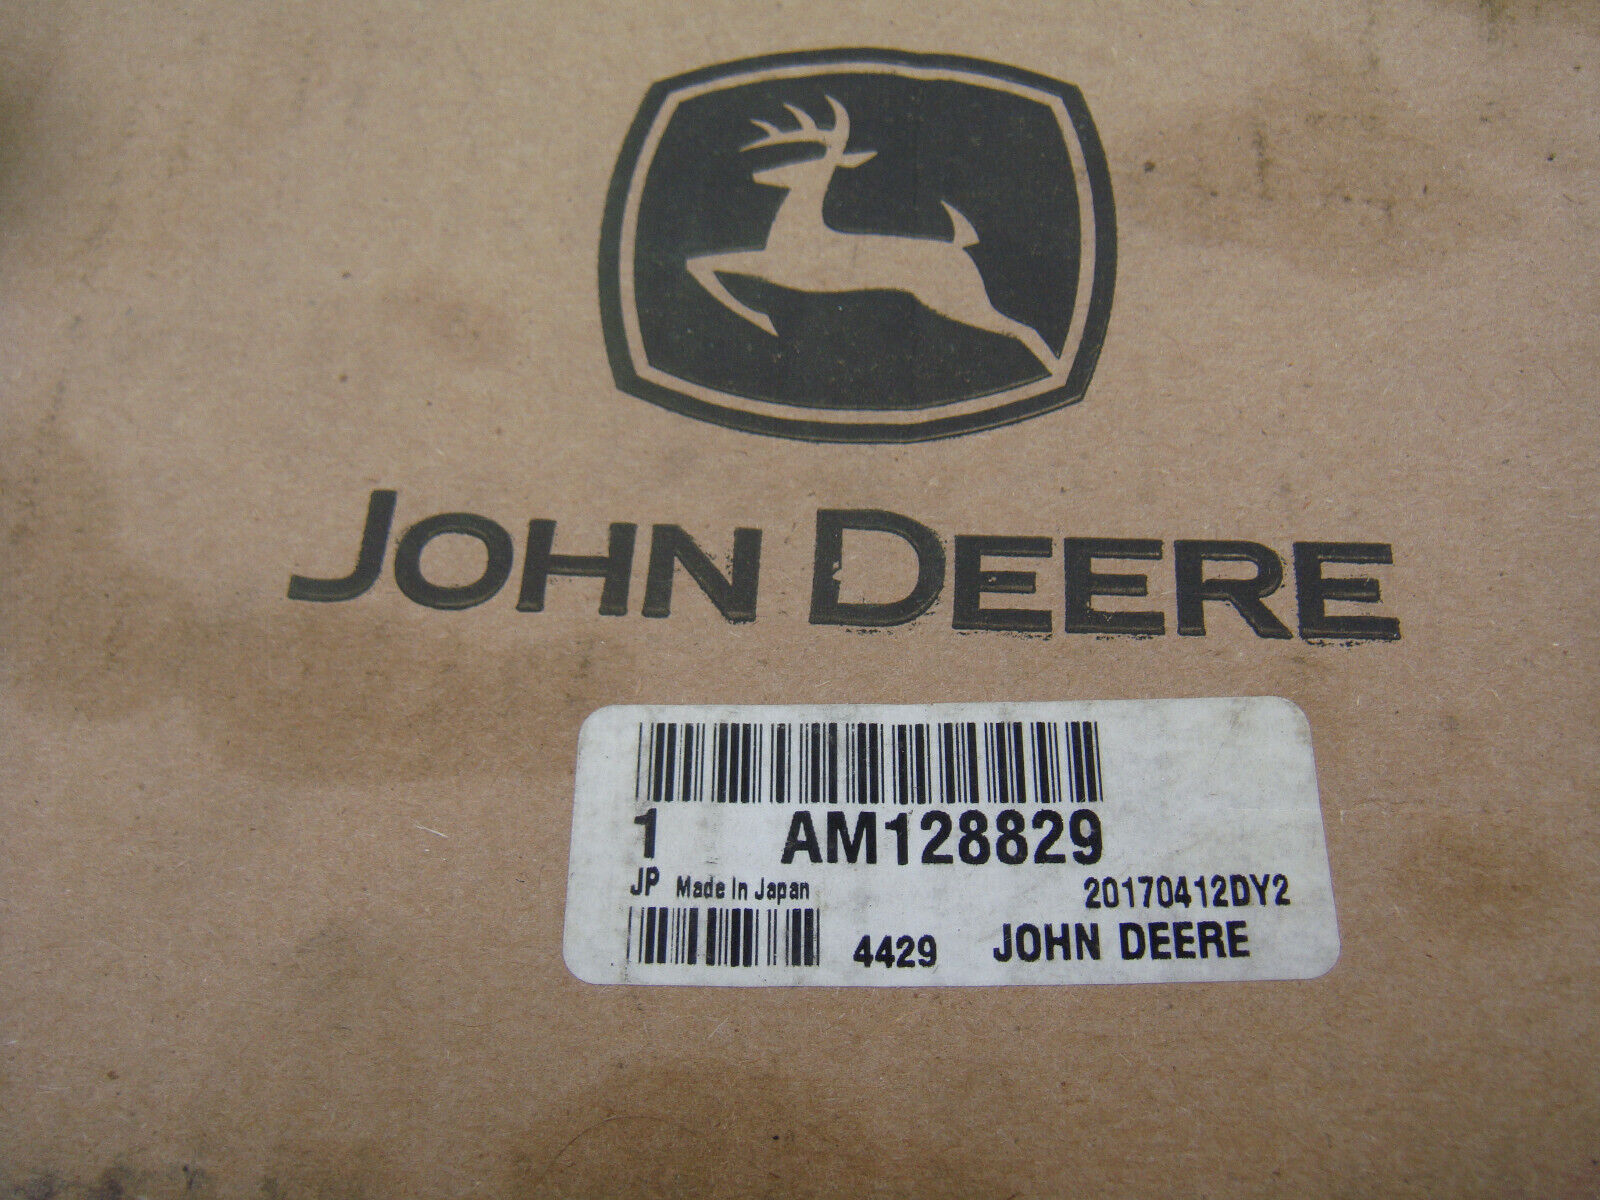 JOHN DEERE
1 AM128829
JP Made In Japan 20170412DY2
4429 JOHN DEERE